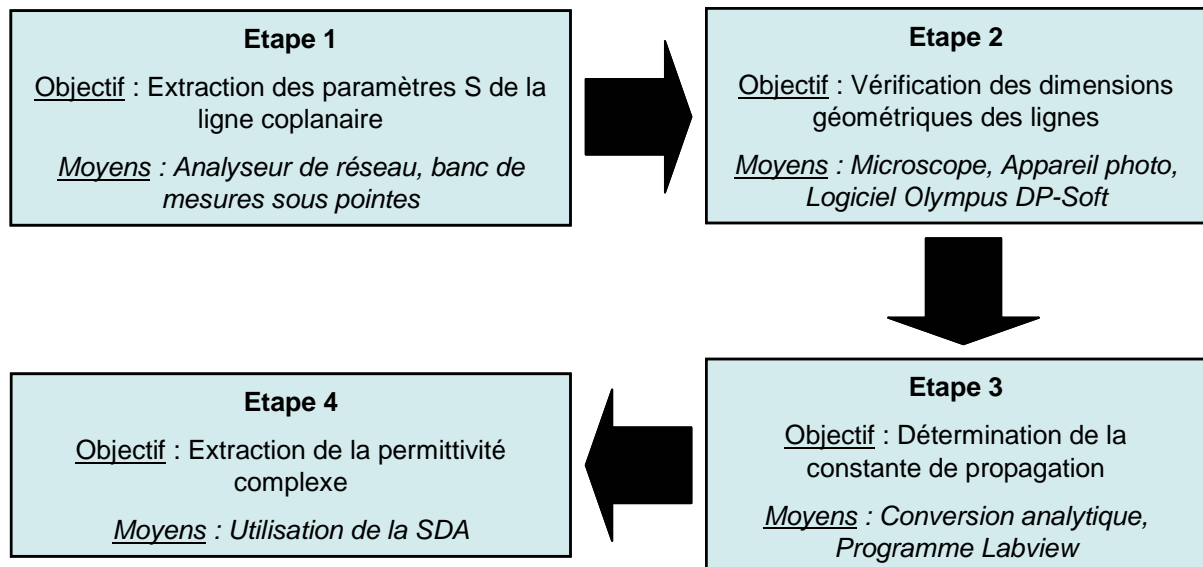 Etape 1
Objectif : Extraction des paramètres S de la
ligne coplanaire
Moyens : Analyseur de réseau, banc de
mesures sous pointes
Etape 2
Objectif : Vérification des dimensions
géométriques des lignes
Moyens : Microscope, Appareil photo,
Logiciel Olympus DP-Soft
Etape 3
Objectif : Détermination de la
constante de propagation
Moyens : Conversion analytique,
Programme Labview
Etape 4
Objectif : Extraction de la permittivité
complexe
Moyens : Utilisation de la SDA